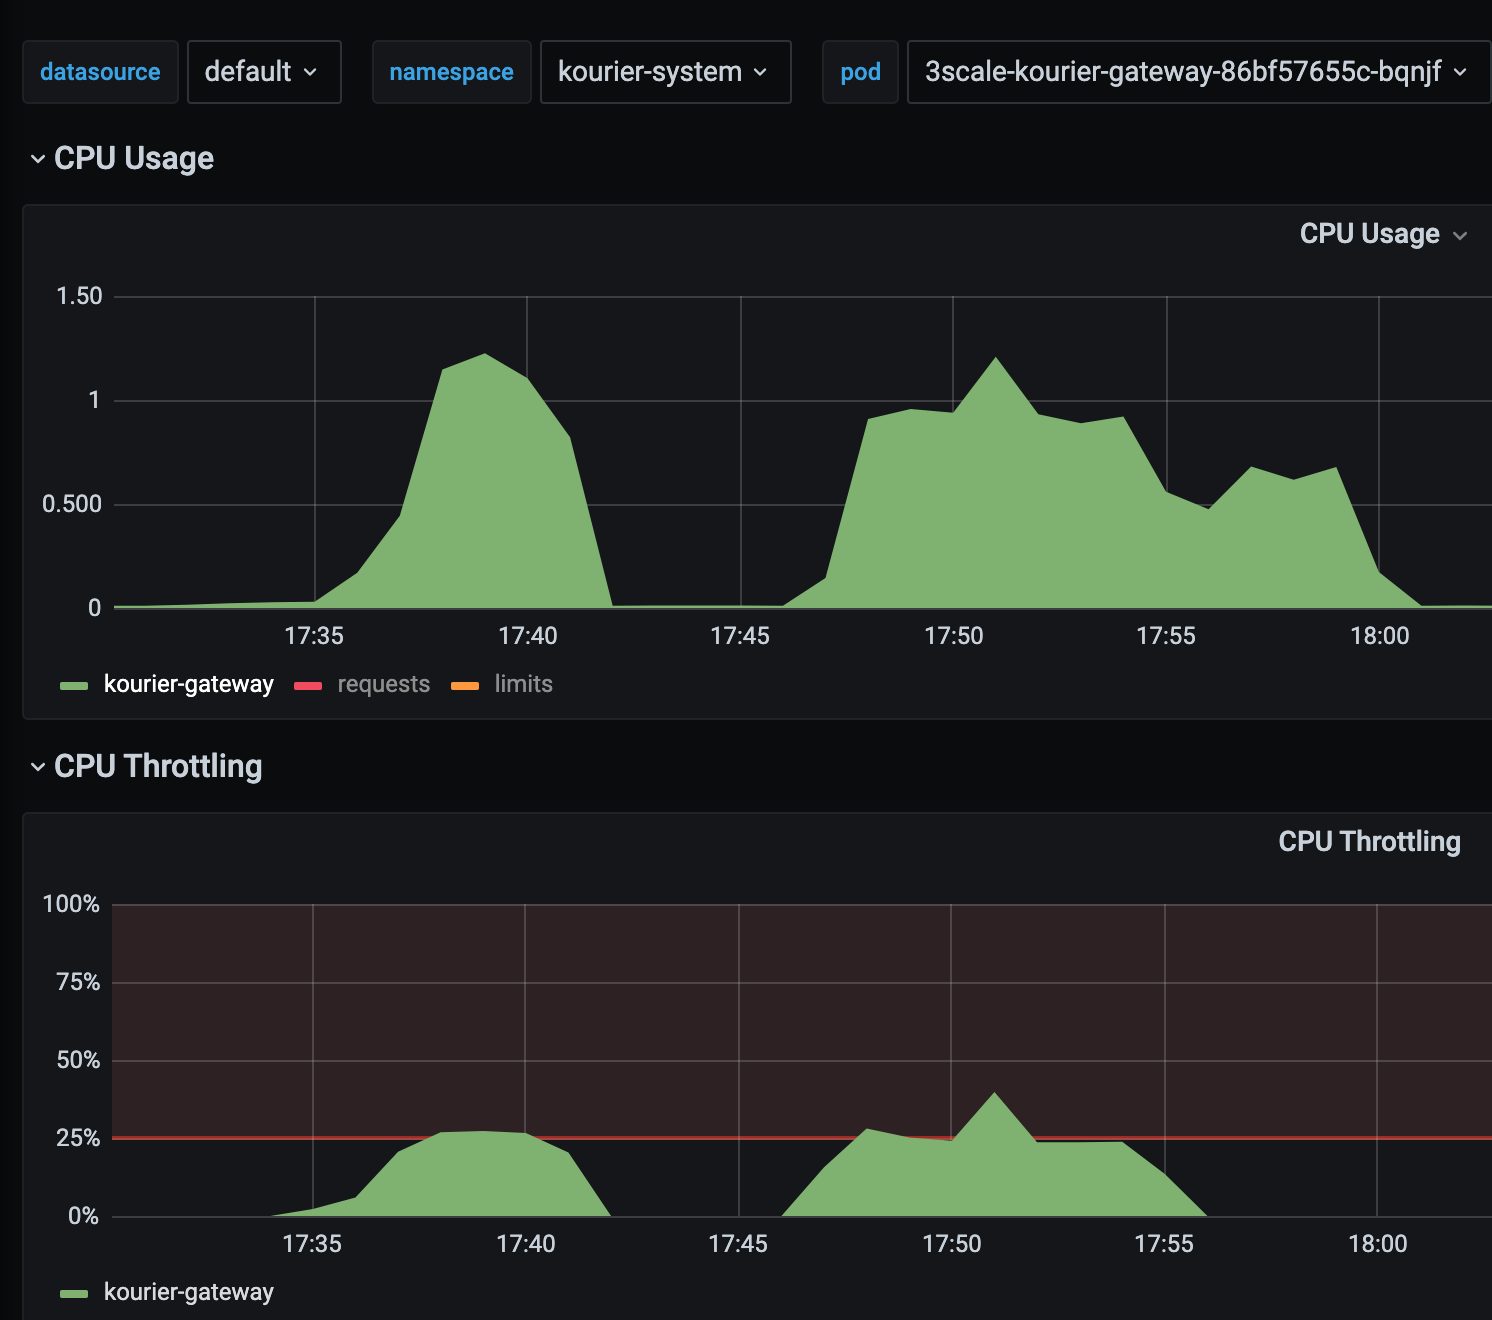 datasource default namespace kourier-system pod 3scale-kourier-gateway-86bf57655c-bqnjf
CPU Usage
CPU Usage
1.50
1
0.500
0
17:35 17:40 17:45 17:50 17:55 18:00
kourier-gateway requests limits
CPU Throttling
CPU Throttling
100%
75%
50%
25%
0%
17:35 17:40 17:45 17:50 17:55 18:00
kourier-gateway